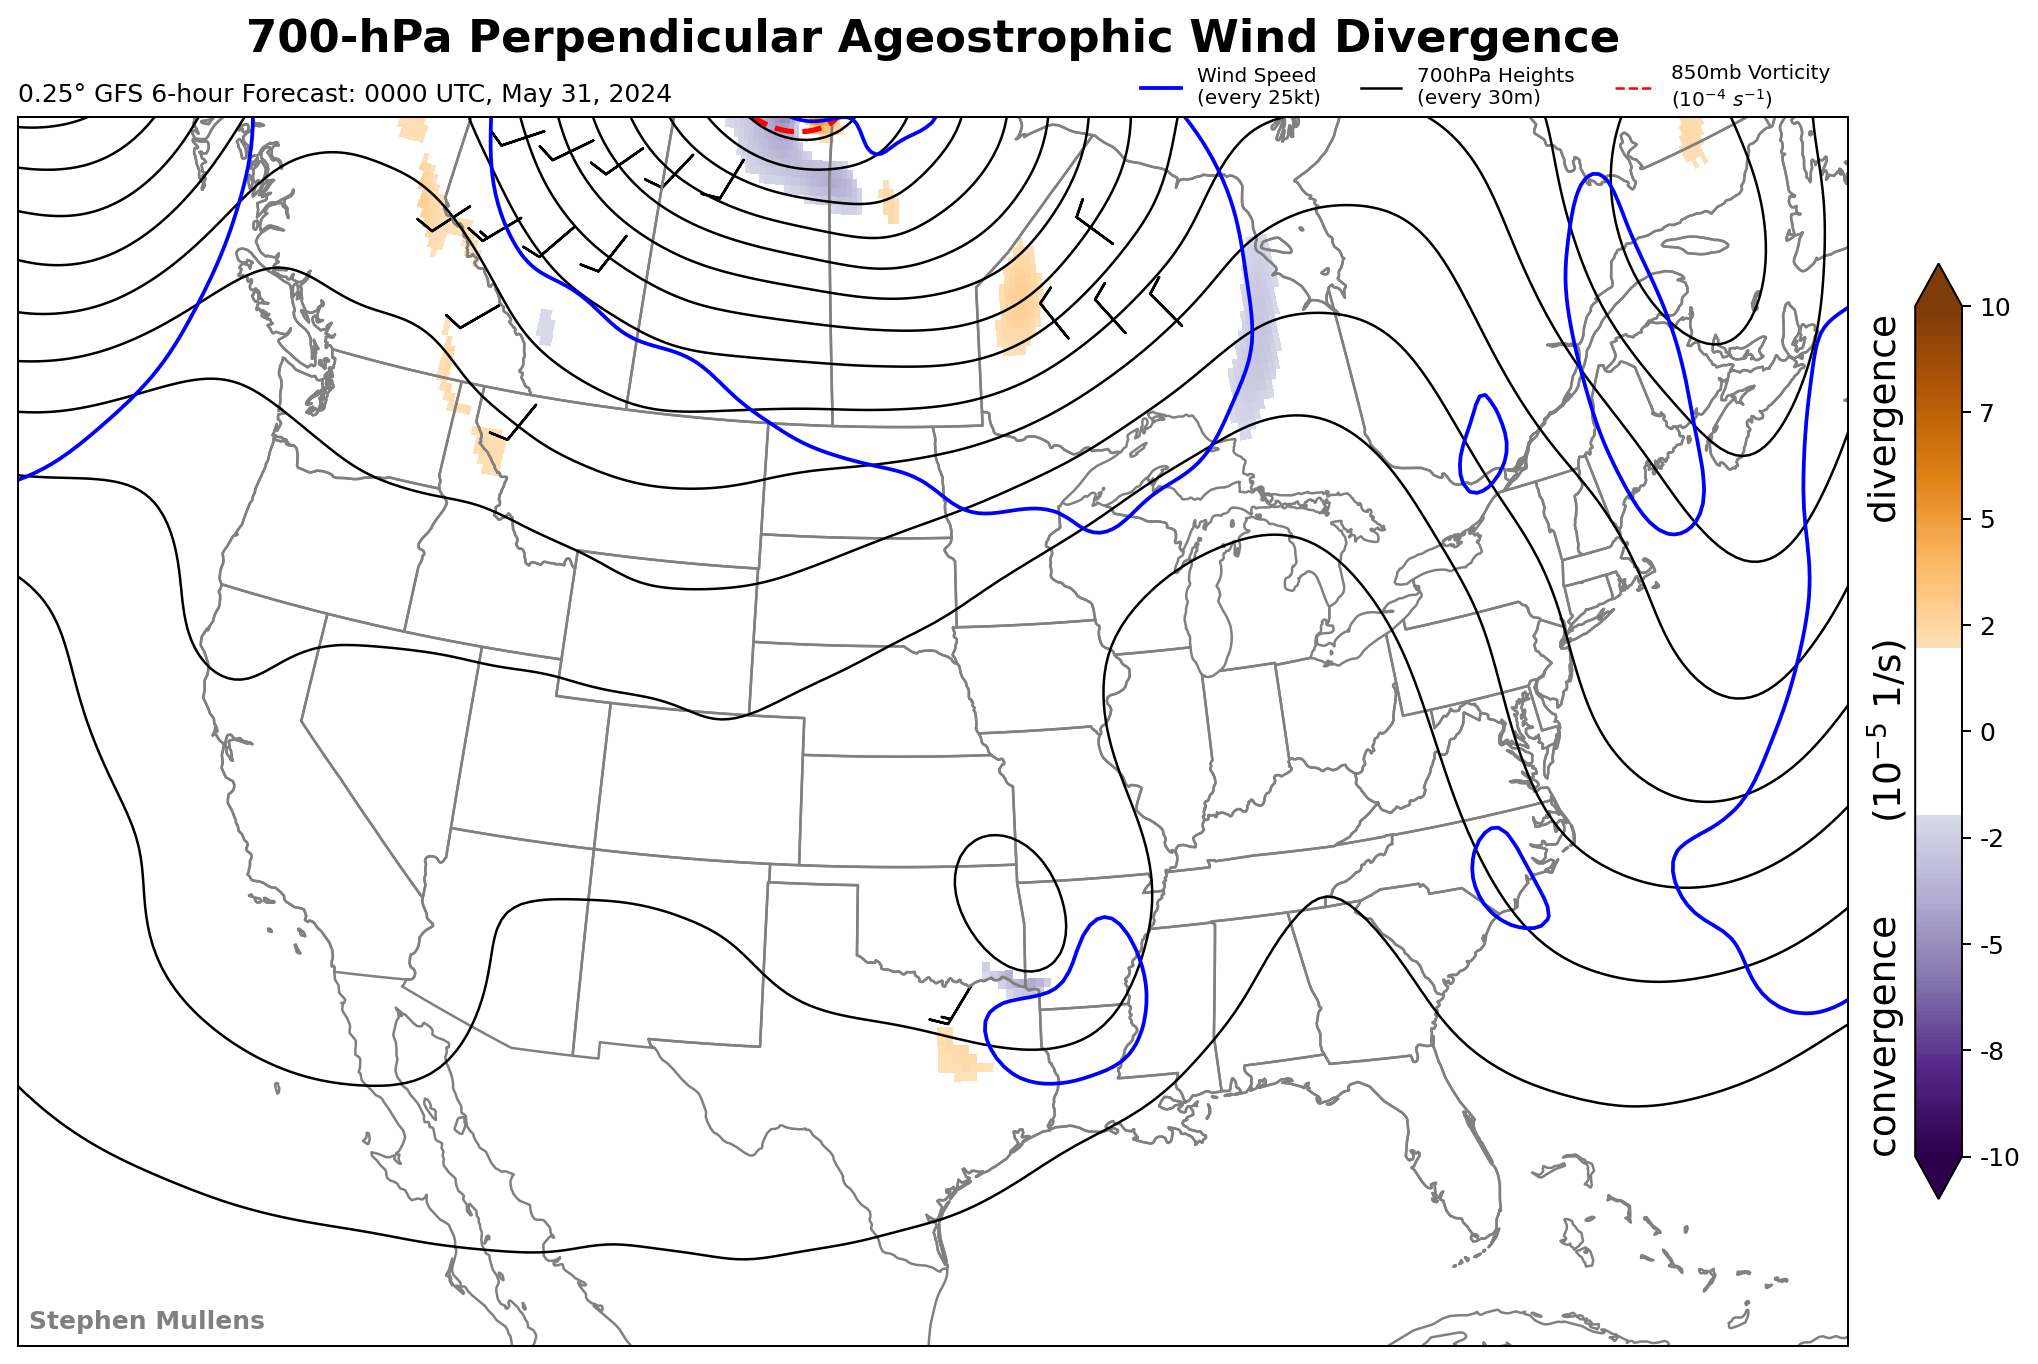 700-hPa Perpendicular Ageostrophic Wind Divergence
0.25° GFS 6-hour Forecast: 0000 UTC, May 31, 2024
Wind Speed
(every 25kt)
700hPa Heights
(every 30m)
850mb Vorticity
(10⁻⁴ s⁻¹)
10
7
5
2
0
-2
-5
-8
-10
convergence (10⁻⁵ 1/s) divergence
Stephen Mullens